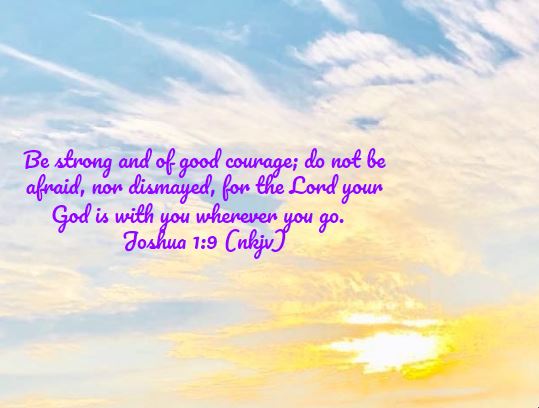 Be strong and of good courage; do not be
afraid, nor dismayed, for the Lord your
God is with you wherever you go.
Joshua 1:9 (nkjv)